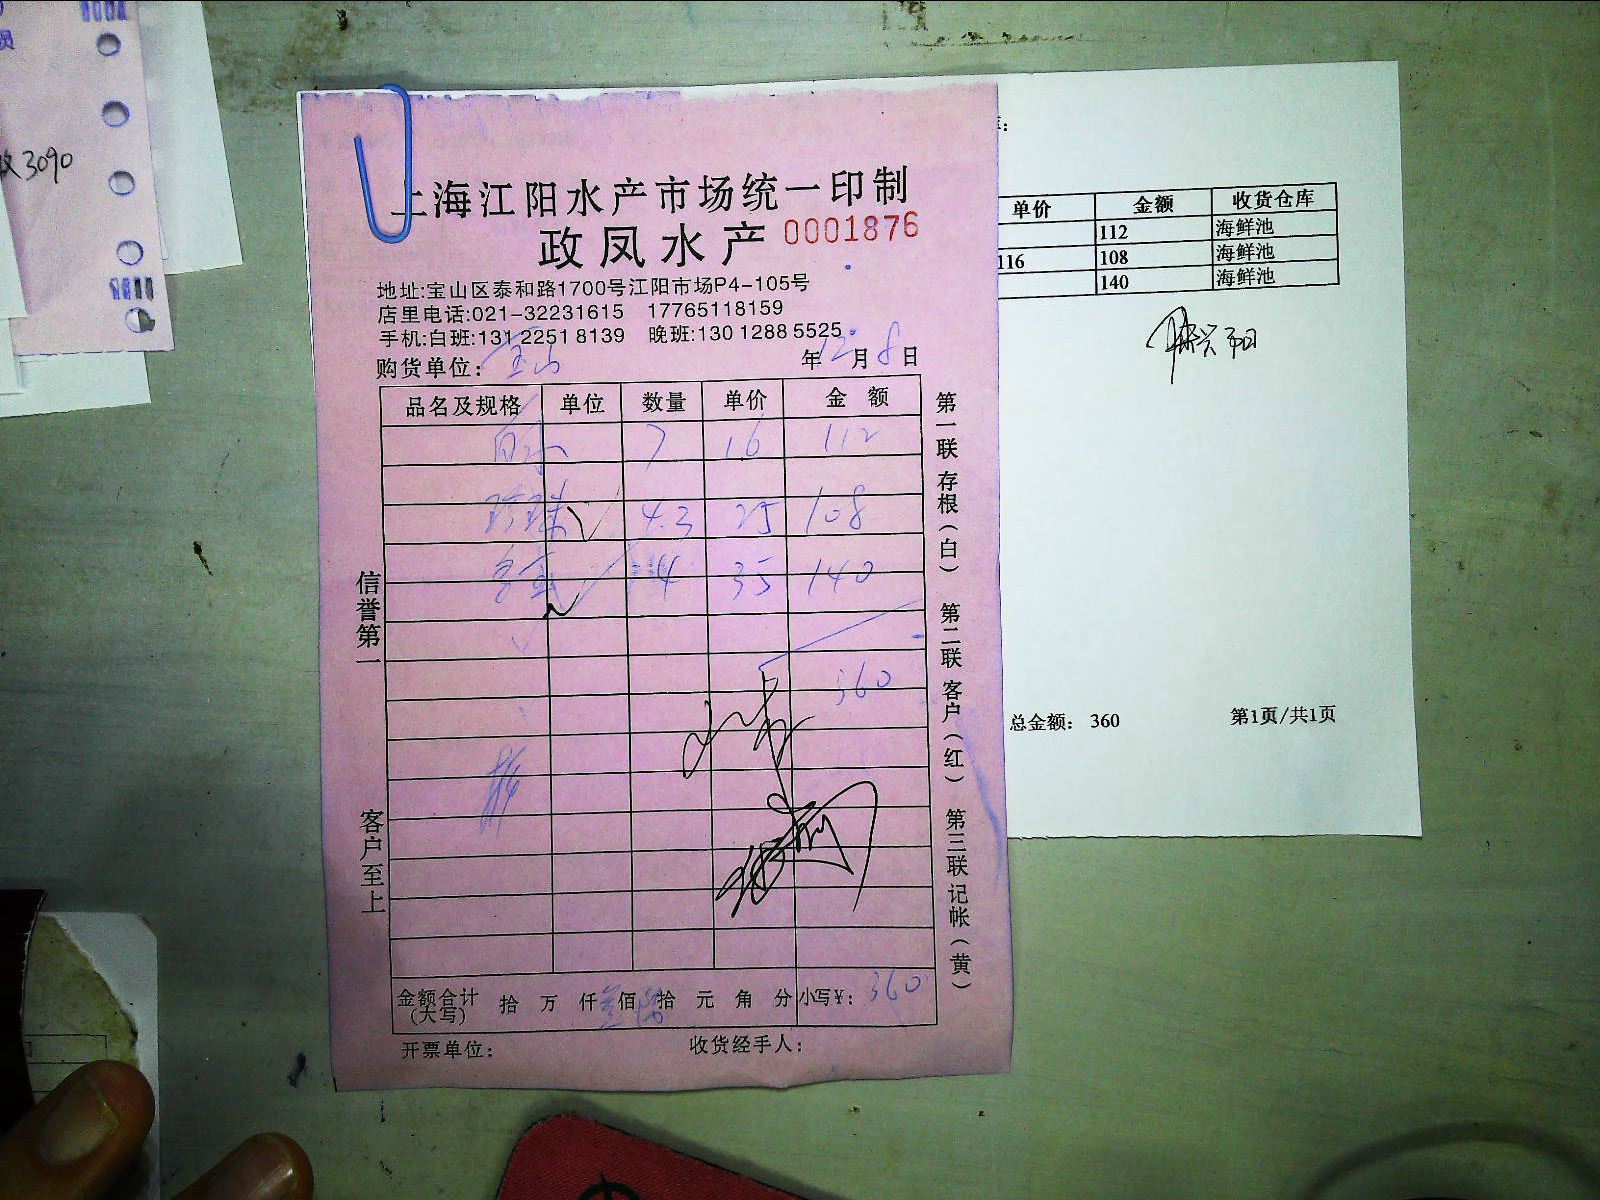 3090
上海江阳水产市场统一印制
政凤水产 0001876
地址:宝山区泰和路1700号江阳市场P4-105号
店里电话:021-32231615 17765118159
手机:白班:131 2251 8139 晚班:130 1288 5525
购货单位: 宝山 年 12 月 8 日
品名及规格 单位 数量 单价 金额
7 16 112
珍珠 4.3 25 108
4 35 140
360
金额合计(大写) 拾 万 仟 叁 佰 陆 拾 元 角 分 小写¥: 360
开票单位: 收货经手人:
信誉第一
客户至上
第一联存根(白) 第二联客户(红) 第三联记帐(黄)
单价 金额 收货仓库
112 海鲜池
116 108 海鲜池
140 海鲜池
总金额: 360 第1页/共1页